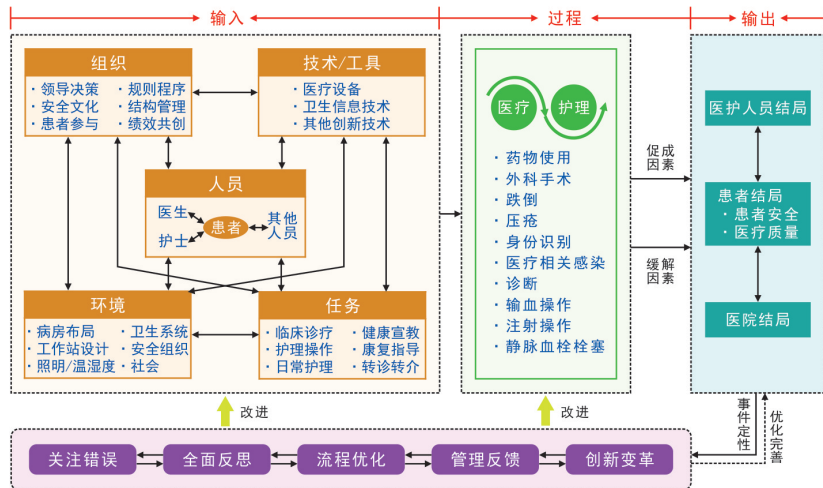 输入
过程
输出
组织
·领导决策 ·规则程序
·安全文化 ·结构管理
·患者参与 ·绩效共创
技术/工具
·医疗设备
·卫生信息技术
·其他创新技术
人员
医生
护士
患者
其他
人员
环境
·病房布局 ·卫生系统
·工作站设计 ·安全组织
·照明/温湿度 ·社会
任务
·临床诊疗 ·健康宣教
·护理操作 ·康复指导
·日常护理 ·转诊转介
医疗
护理
·药物使用
·外科手术
·跌倒
·压疮
·身份识别
·医疗相关感染
·诊断
·输血操作
·注射操作
·静脉血栓栓塞
促成
因素
缓解
因素
医护人员结局
患者结局
·患者安全
·医疗质量
医院结局
改进
改进
事件定性
优化完善
关注错误
全面反思
流程优化
管理反馈
创新变革